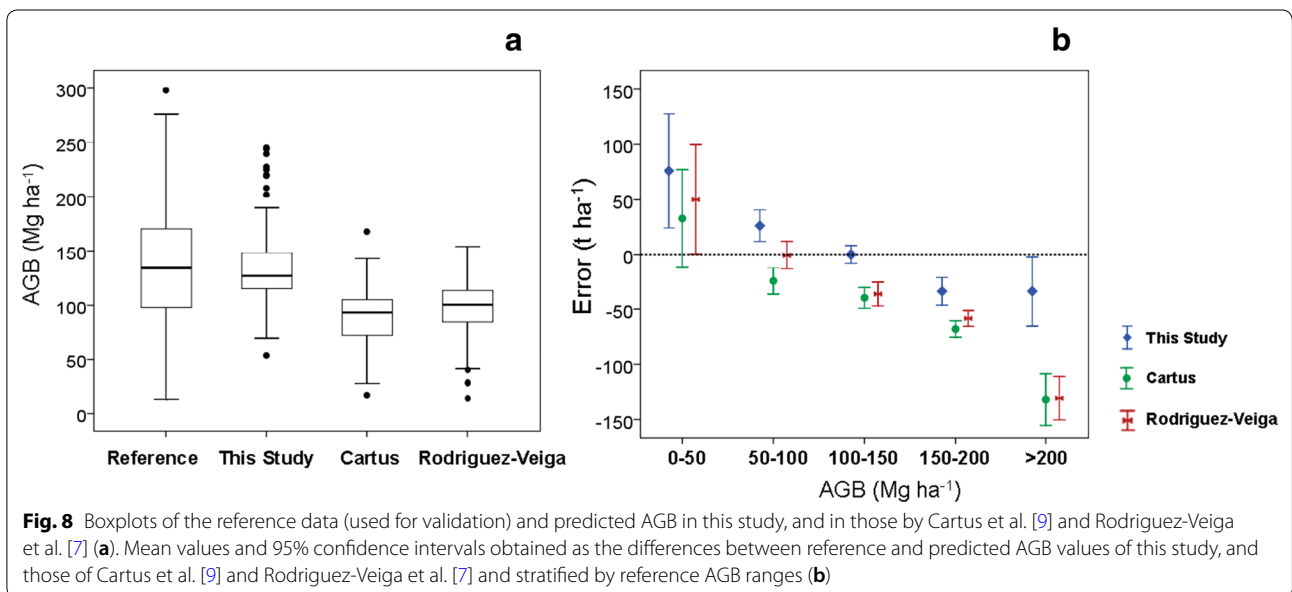 a
b
300
250
200
150
100
50
0
AGB (Mg ha⁻¹)
Reference This Study Cartus Rodriguez-Veiga
150
100
50
0
-50
-100
-150
Error (t ha⁻¹)
0-50 50-100 100-150 150-200 >200
AGB (Mg ha⁻¹)
This Study
Cartus
Rodriguez-Veiga
Fig. 8 Boxplots of the reference data (used for validation) and predicted AGB in this study, and in those by Cartus et al. [9] and Rodriguez-Veiga
et al. [7] (a). Mean values and 95% confidence intervals obtained as the differences between reference and predicted AGB values of this study, and
those of Cartus et al. [9] and Rodriguez-Veiga et al. [7] and stratified by reference AGB ranges (b)